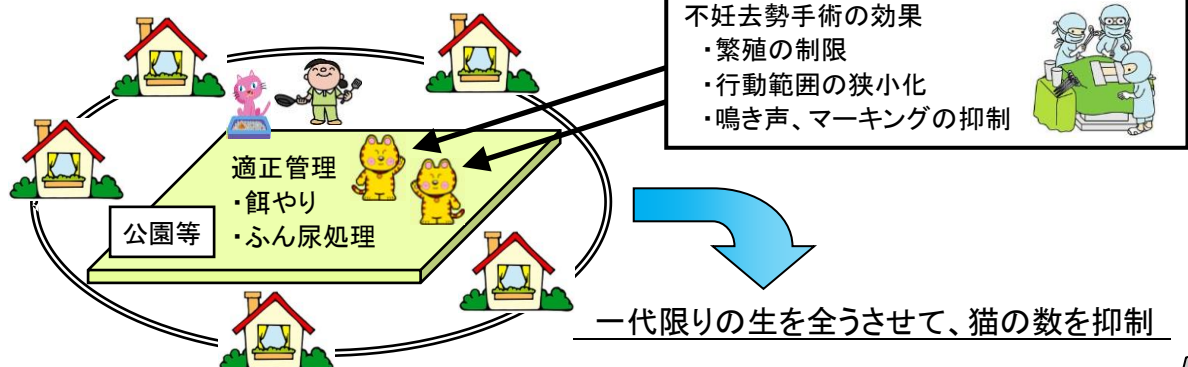 不妊去勢手術の効果
・繁殖の制限
・行動範囲の狭小化
・鳴き声、マーキングの抑制
適正管理
・餌やり
・ふん尿処理
公園等
一代限りの生を全うさせて、猫の数を抑制